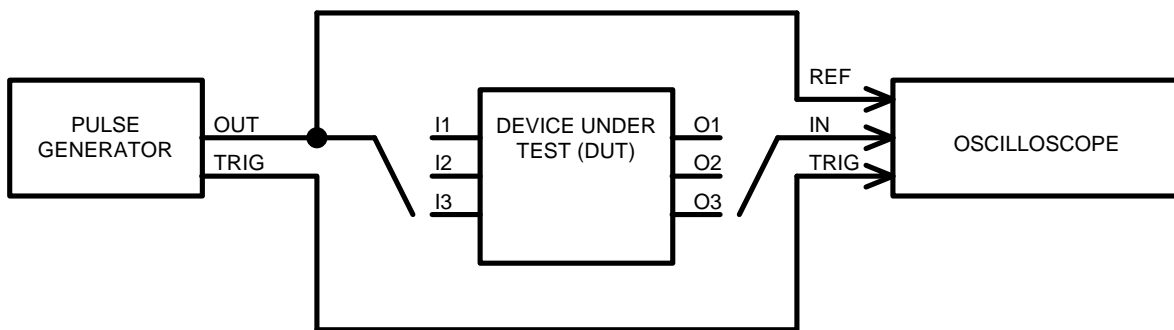 PULSE
GENERATOR
OUT
TRIG
I1
I2
I3
DEVICE UNDER
TEST (DUT)
O1
O2
O3
REF
IN
TRIG
OSCILLOSCOPE